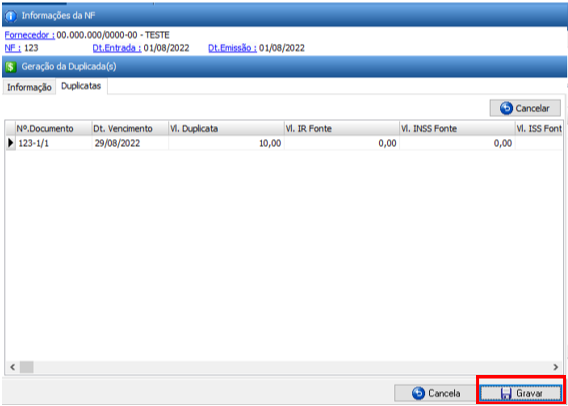 Informações da NF
Fornecedor : 00.000.000/0000-00 - TESTE
NF : 123 Dt.Entrada : 01/08/2022 Dt.Emissão : 01/08/2022
Geração da Duplicada(s)
Informação Duplicatas
Cancelar
Nº.Documento Dt. Vencimento Vl. Duplicata Vl. IR Fonte Vl. INSS Fonte Vl. ISS Font
123-1/1 29/08/2022 10,00 0,00 0,00
Cancela Gravar